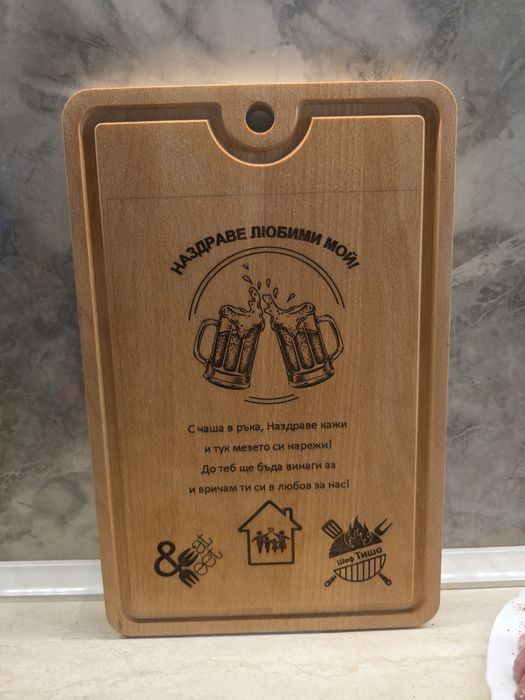 НАЗДРАВЕ ЛЮБИМИ МОЙ!
С чаша в ръка, Наздраве кажи
и тук мезето си нарежи!
До теб ще бъда винаги аз
и вричам ти си в любов за нас!
&Eat
Meet
Шеф Тишо